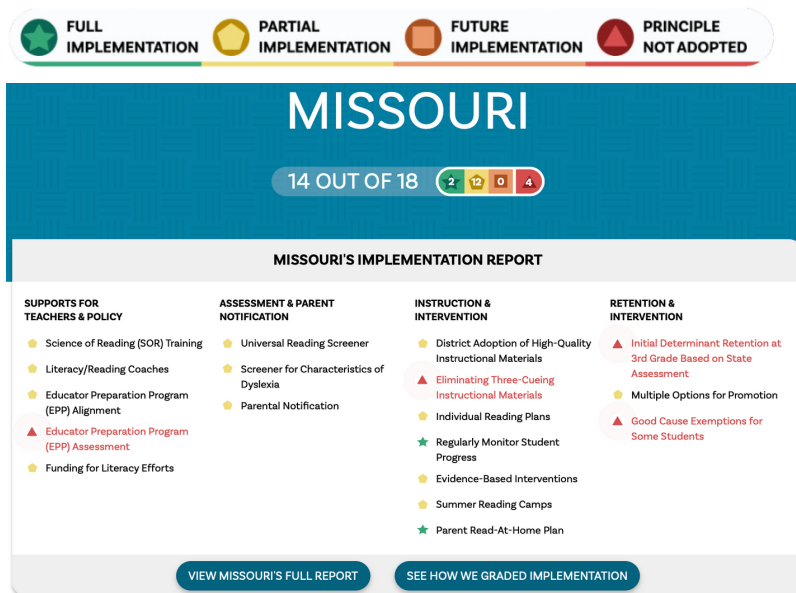 FULL
IMPLEMENTATION
PARTIAL
IMPLEMENTATION
FUTURE
IMPLEMENTATION
PRINCIPLE
NOT ADOPTED
MISSOURI
14 OUT OF 18
2
12
0
4
MISSOURI'S IMPLEMENTATION REPORT
SUPPORTS FOR
TEACHERS & POLICY
Science of Reading (SOR) Training
Literacy/Reading Coaches
Educator Preparation Program
(EPP) Alignment
Educator Preparation Program
(EPP) Assessment
Funding for Literacy Efforts
ASSESSMENT & PARENT
NOTIFICATION
Universal Reading Screener
Screener for Characteristics of
Dyslexia
Parental Notification
INSTRUCTION &
INTERVENTION
District Adoption of High-Quality
Instructional Materials
Eliminating Three-Cueing
Instructional Materials
Individual Reading Plans
Regularly Monitor Student
Progress
Evidence-Based Interventions
Summer Reading Camps
Parent Read-At-Home Plan
RETENTION &
INTERVENTION
Initial Determinant Retention at
3rd Grade Based on State
Assessment
Multiple Options for Promotion
Good Cause Exemptions for
Some Students
VIEW MISSOURI'S FULL REPORT
SEE HOW WE GRADED IMPLEMENTATION